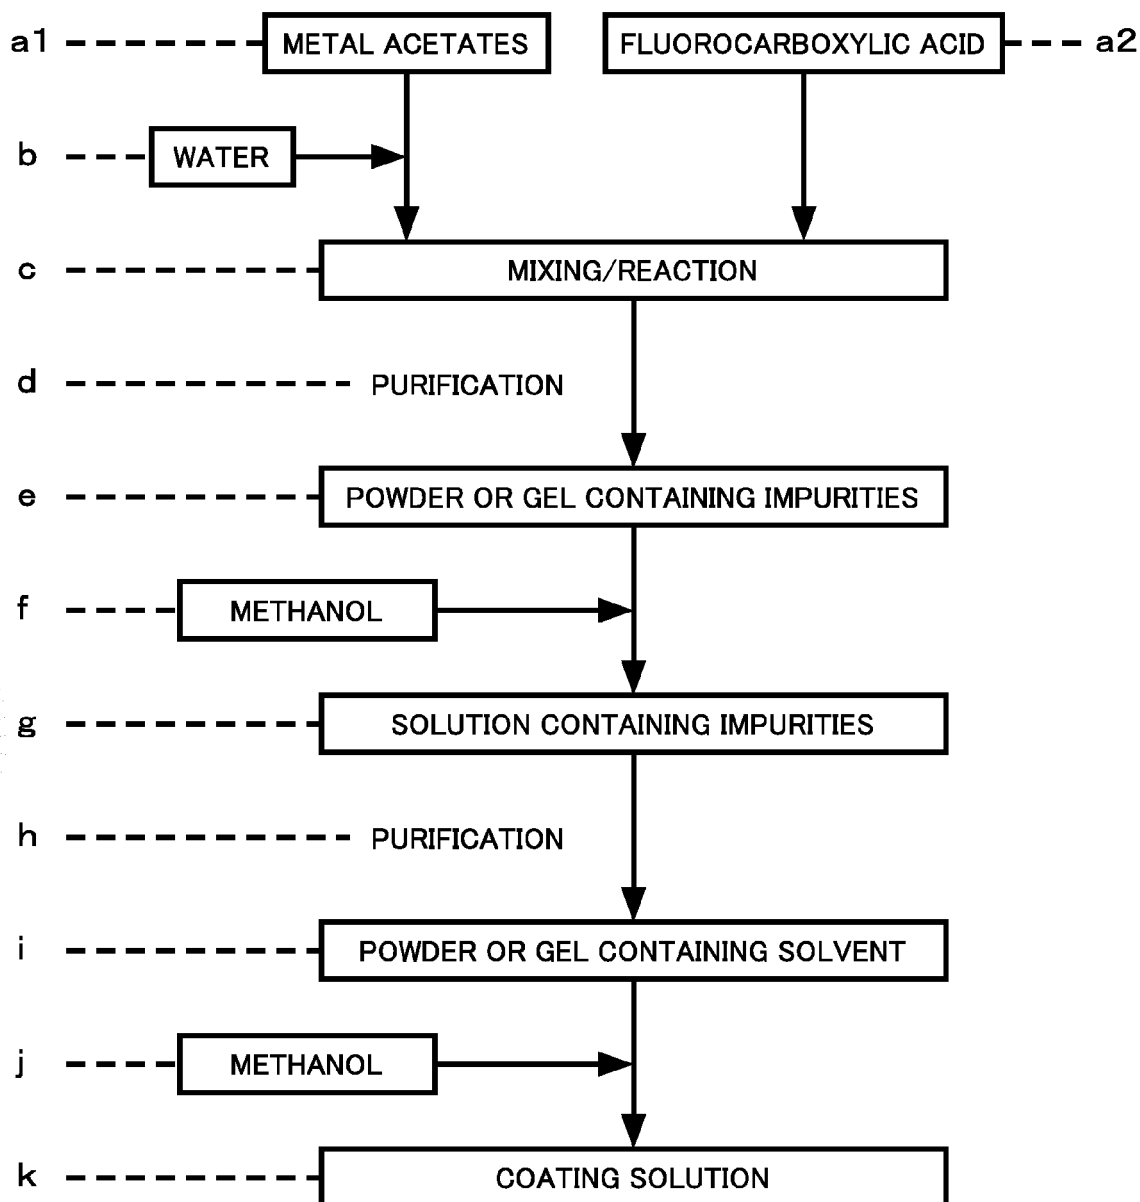 a1 METAL ACETATES FLUOROCARBOXYLIC ACID a2
b WATER
c MIXING/REACTION
d PURIFICATION
e POWDER OR GEL CONTAINING IMPURITIES
f METHANOL
g SOLUTION CONTAINING IMPURITIES
h PURIFICATION
i POWDER OR GEL CONTAINING SOLVENT
j METHANOL
k COATING SOLUTION